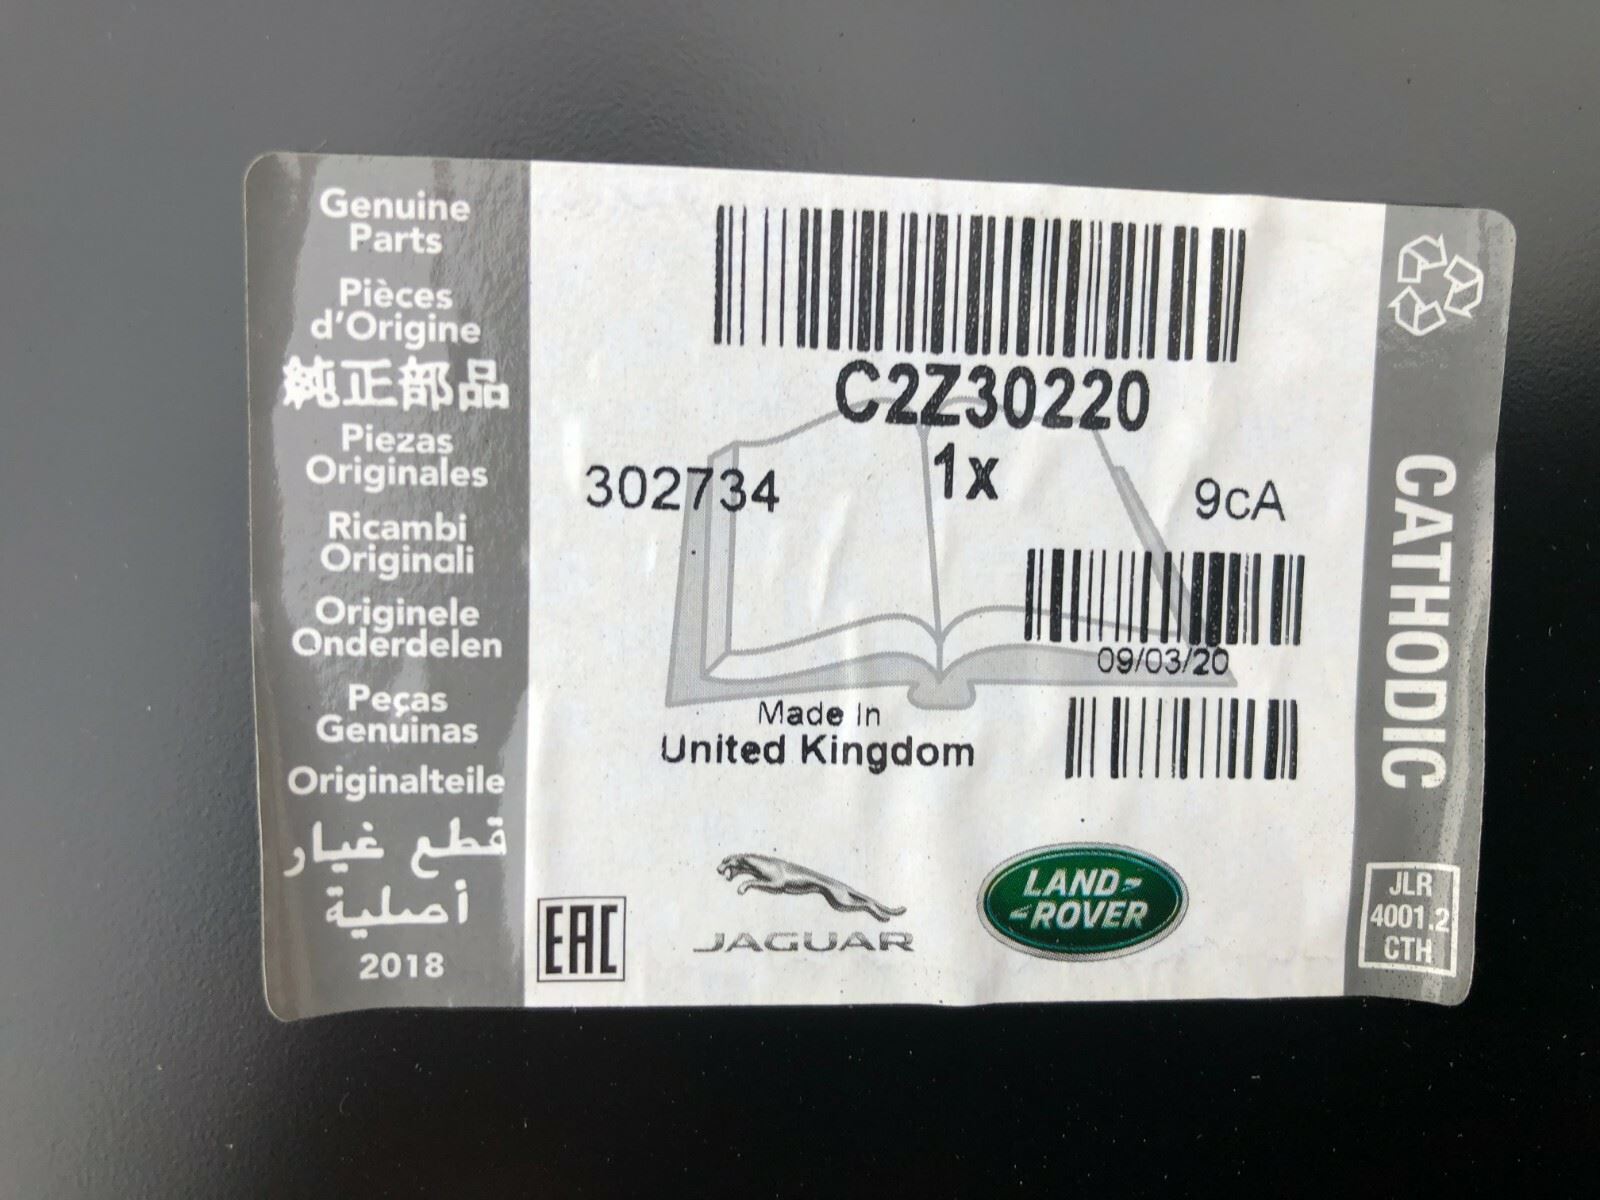 Genuine
Parts
Pièces
d'Origine
純正部品
Piezas
Originales
Ricambi
Originali
Originele
Onderdelen
Peças
Genuinas
Originalteile
قطع غيار
أصلية
2018
C2Z30220
1x
302734
9cA
09/03/20
Made In
United Kingdom
EAC
JAGUAR
LAND-
-ROVER
CATHODIC
JLR
4001.2
CTH